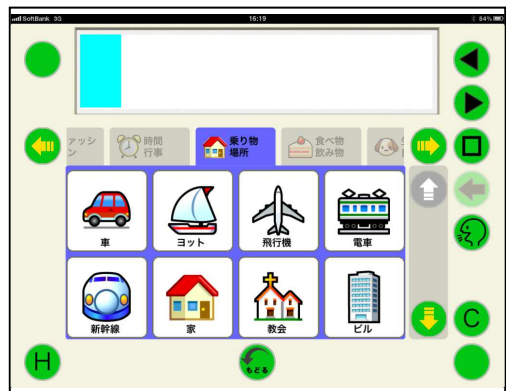 SoftBank 3G 16:19 84%
ァッシ
ン
時間
行事
乗り物
場所
食べ物
飲み物
車
ヨット
飛行機
電車
新幹線
家
教会
ビル
H
もどる
C